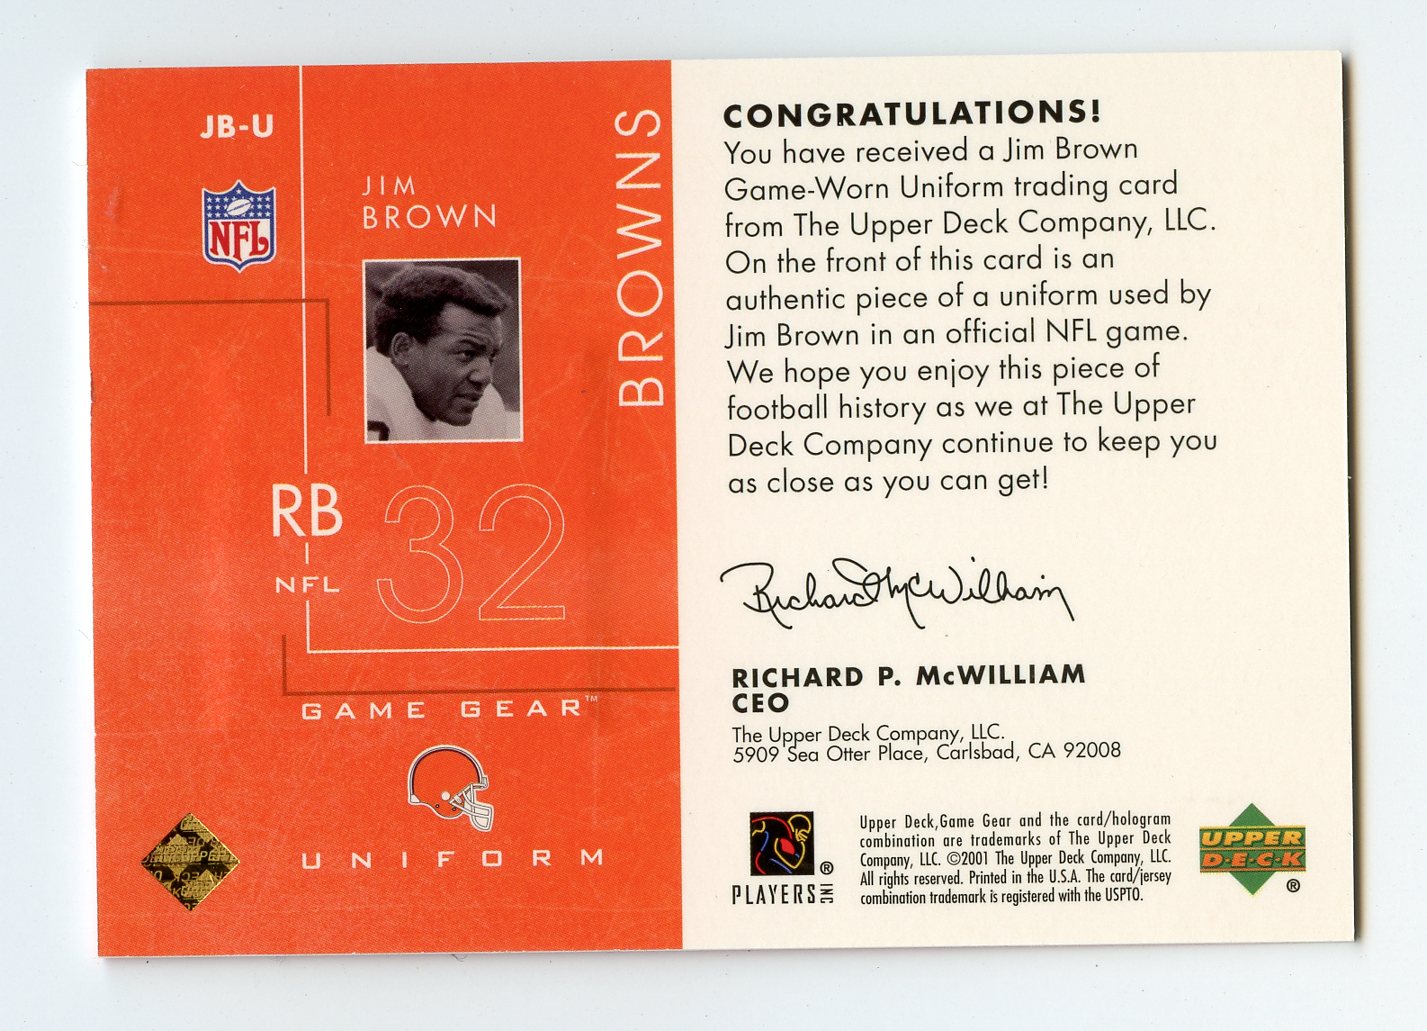 JB-U
NFL
JIM
BROWN
BROWNS
RB
NFL
32
GAME GEAR™
UNIFORM
CONGRATULATIONS!
You have received a Jim Brown
Game-Worn Uniform trading card
from The Upper Deck Company, LLC.
On the front of this card is an
authentic piece of a uniform used by
Jim Brown in an official NFL game.
We hope you enjoy this piece of
football history as we at The Upper
Deck Company continue to keep you
as close as you can get!
Richard McWilliam
RICHARD P. McWILLIAM
CEO
The Upper Deck Company, LLC.
5909 Sea Otter Place, Carlsbad, CA 92008
PLAYERS INC ®
Upper Deck,Game Gear and the card/hologram
combination are trademarks of The Upper Deck
Company, LLC. ©2001 The Upper Deck Company, LLC.
All rights reserved. Printed in the U.S.A. The card/jersey
combination trademark is registered with the USPTO.
UPPER
D·E·C·K
®